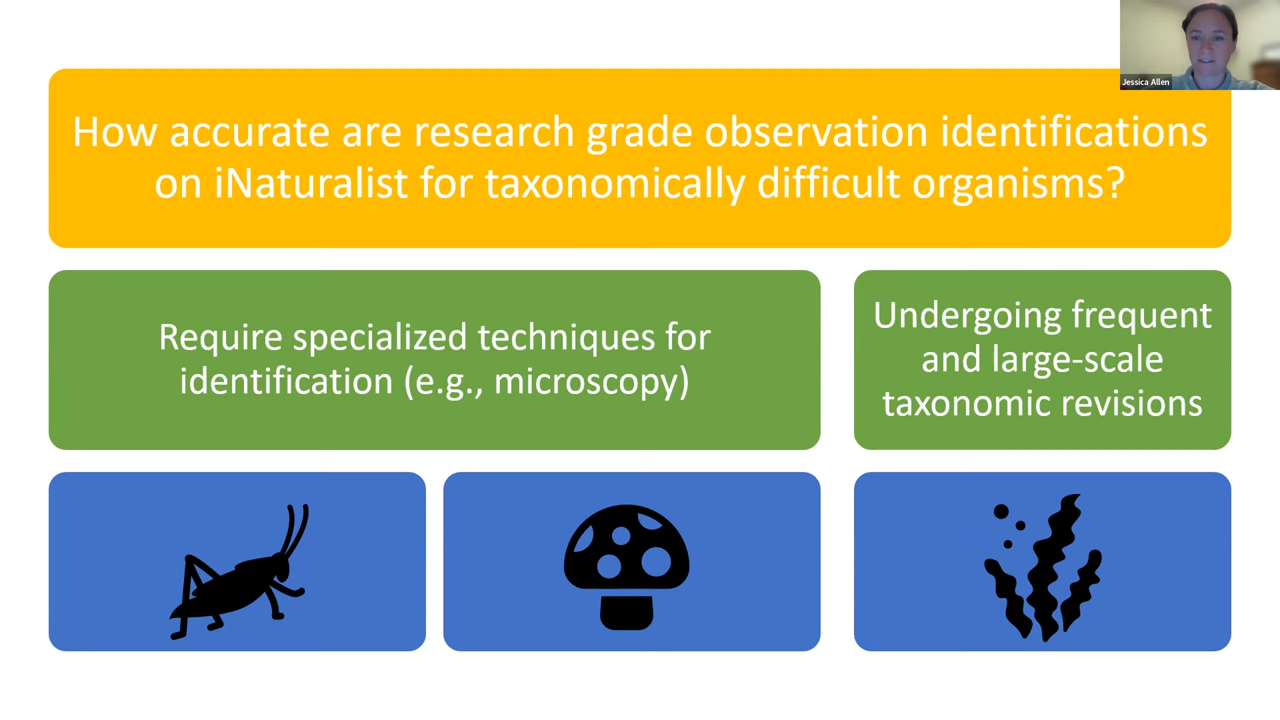 Jessica Allen
How accurate are research grade observation identifications
on iNaturalist for taxonomically difficult organisms?
Require specialized techniques for
identification (e.g., microscopy)
Undergoing frequent
and large-scale
taxonomic revisions